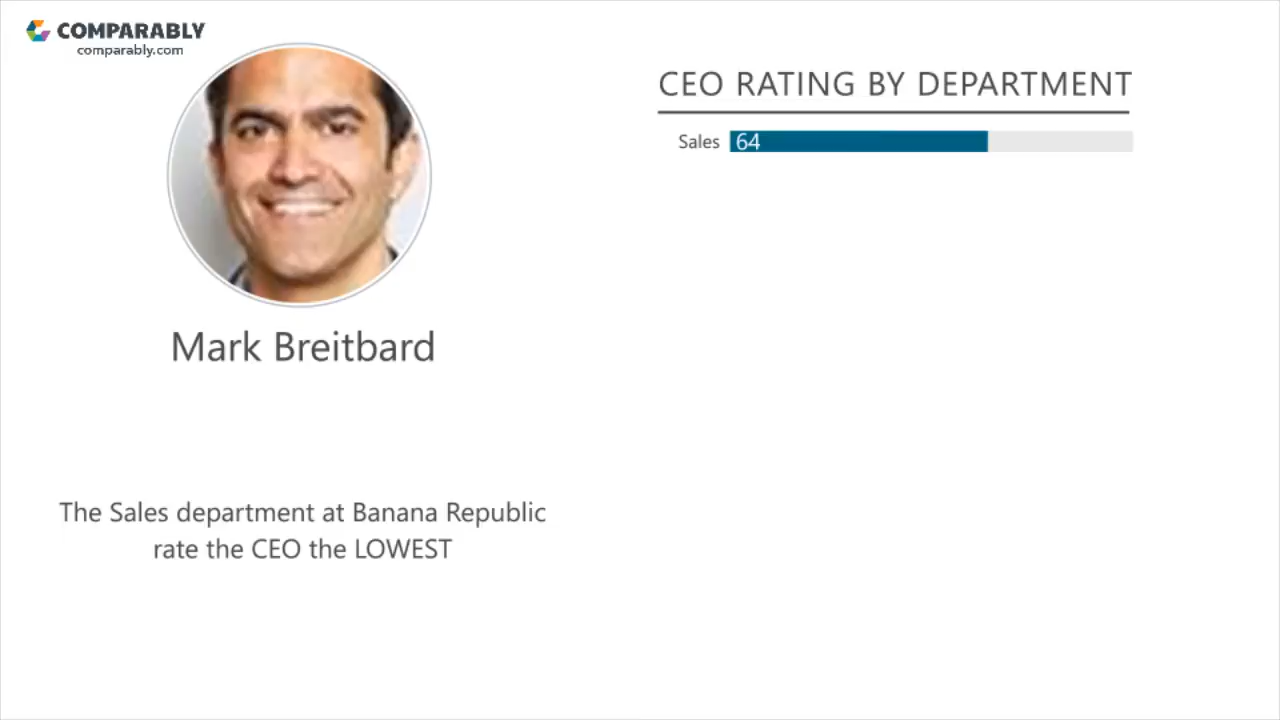 COMPARABLY
comparably.com
CEO RATING BY DEPARTMENT
Sales 64
Mark Breitbard
The Sales department at Banana Republic
rate the CEO the LOWEST